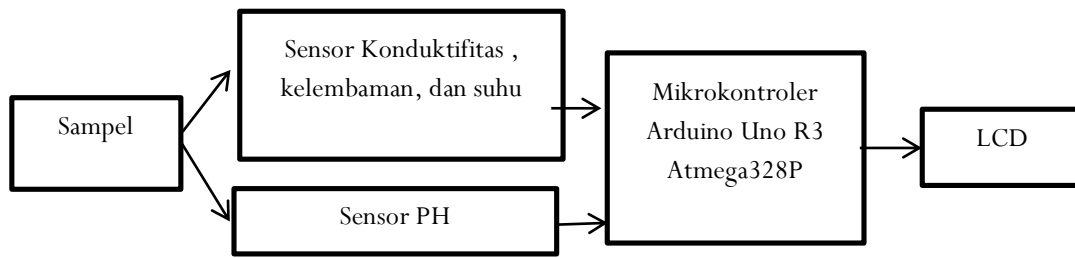 Sampel
Sensor Konduktifitas ,
kelembaman, dan suhu
Sensor PH
Mikrokontroler
Arduino Uno R3
Atmega328P
LCD